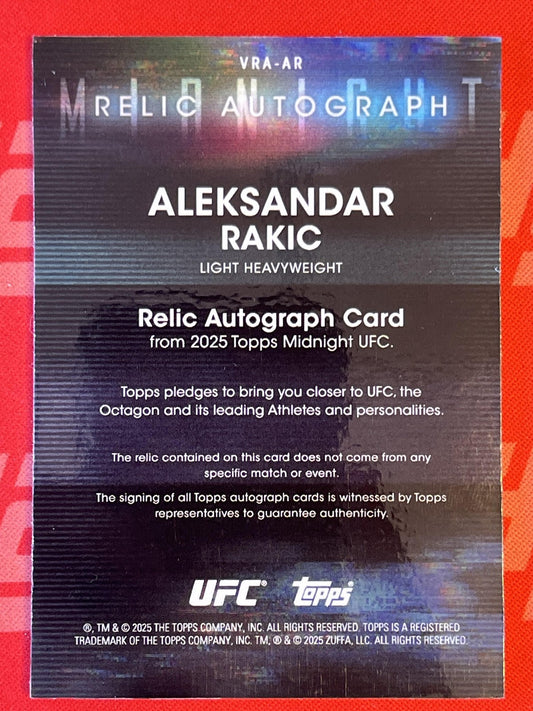 VRA-AR
MIDNIGHT
RELIC AUTOGRAPH
ALEKSANDAR
RAKIC
LIGHT HEAVYWEIGHT
Relic Autograph Card
from 2025 Topps Midnight UFC.
Topps pledges to bring you closer to UFC, the
Octagon and its leading Athletes and personalities.
The relic contained on this card does not come from any
specific match or event.
The signing of all Topps autograph cards is witnessed by Topps
representatives to guarantee authenticity.
UFC® Topps®
®, TM & © 2025 THE TOPPS COMPANY, INC. ALL RIGHTS RESERVED. TOPPS IS A REGISTERED
TRADEMARK OF THE TOPPS COMPANY, INC. TM, ® & © 2025 ZUFFA, LLC. ALL RIGHTS RESERVED.